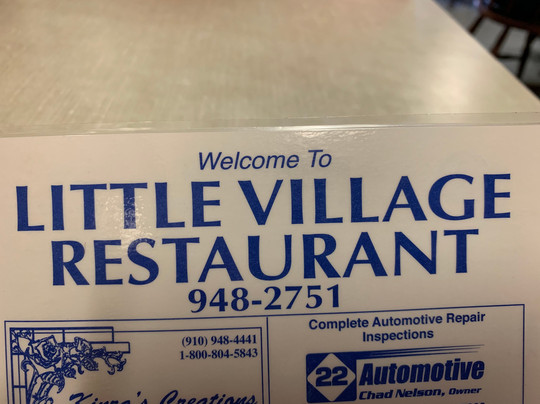 Welcome To
LITTLE VILLAGE
RESTAURANT
948-2751
(910) 948-4441
1-800-804-5843
Creations
Complete Automotive Repair
Inspections
22 Automotive
Chad Nelson, Owner